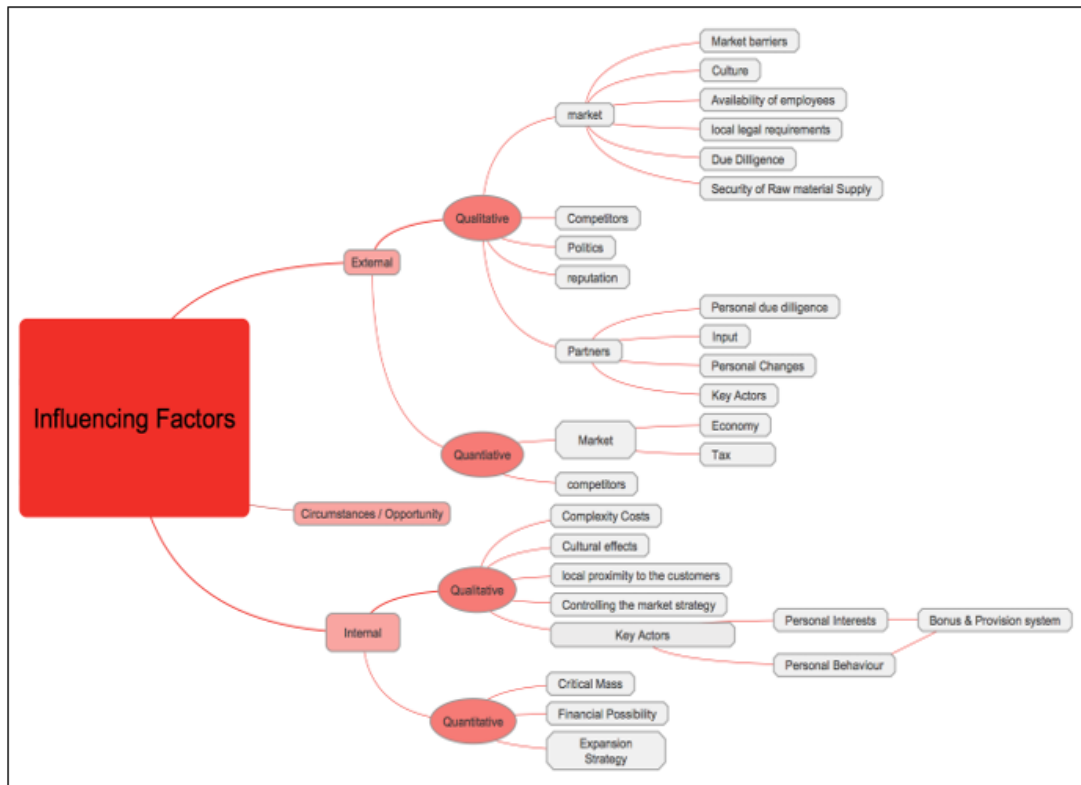 Influencing Factors
External
Qualitative
market
Market barriers
Culture
Availability of employees
local legal requirements
Due Dilligence
Security of Raw material Supply
Competitors
Politics
reputation
Partners
Personal due dilligence
Input
Personal Changes
Key Actors
Quantiative
Market
Economy
Tax
competitors
Circumstances / Opportunity
Internal
Qualitative
Complexity Costs
Cultural effects
local proximity to the customers
Controlling the market strategy
Key Actors
Personal Interests
Bonus & Provision system
Personal Behaviour
Quantitative
Critical Mass
Financial Possibility
Expansion
Strategy